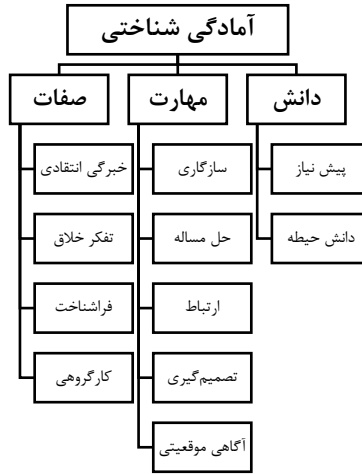 آمادگی شناختی
دانش
مهارت
صفات
پیش نیاز
سازگاری
خبرگی انتقادی
دانش حیطه
حل مساله
تفکر خلاق
ارتباط
فراشناخت
تصمیم‌گیری
کارگروهی
آگاهی موقعیتی